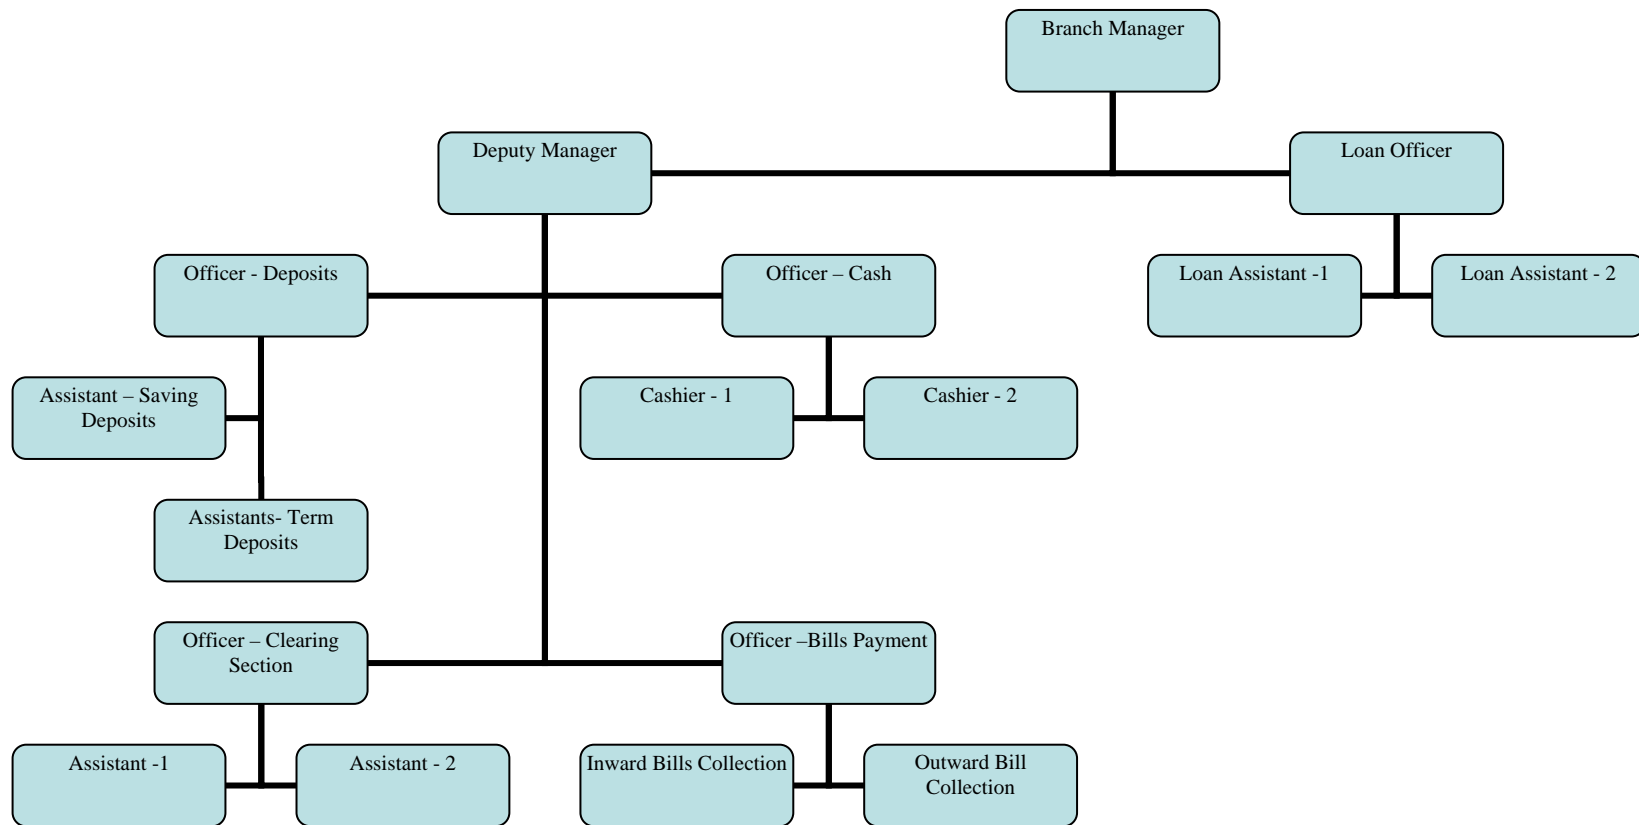 Branch Manager
Deputy Manager
Loan Officer
Officer - Deposits
Officer – Cash
Loan Assistant -1
Loan Assistant - 2
Assistant – Saving
Deposits
Cashier - 1
Cashier - 2
Assistants- Term
Deposits
Officer – Clearing
Section
Officer –Bills Payment
Assistant -1
Assistant - 2
Inward Bills Collection
Outward Bill
Collection